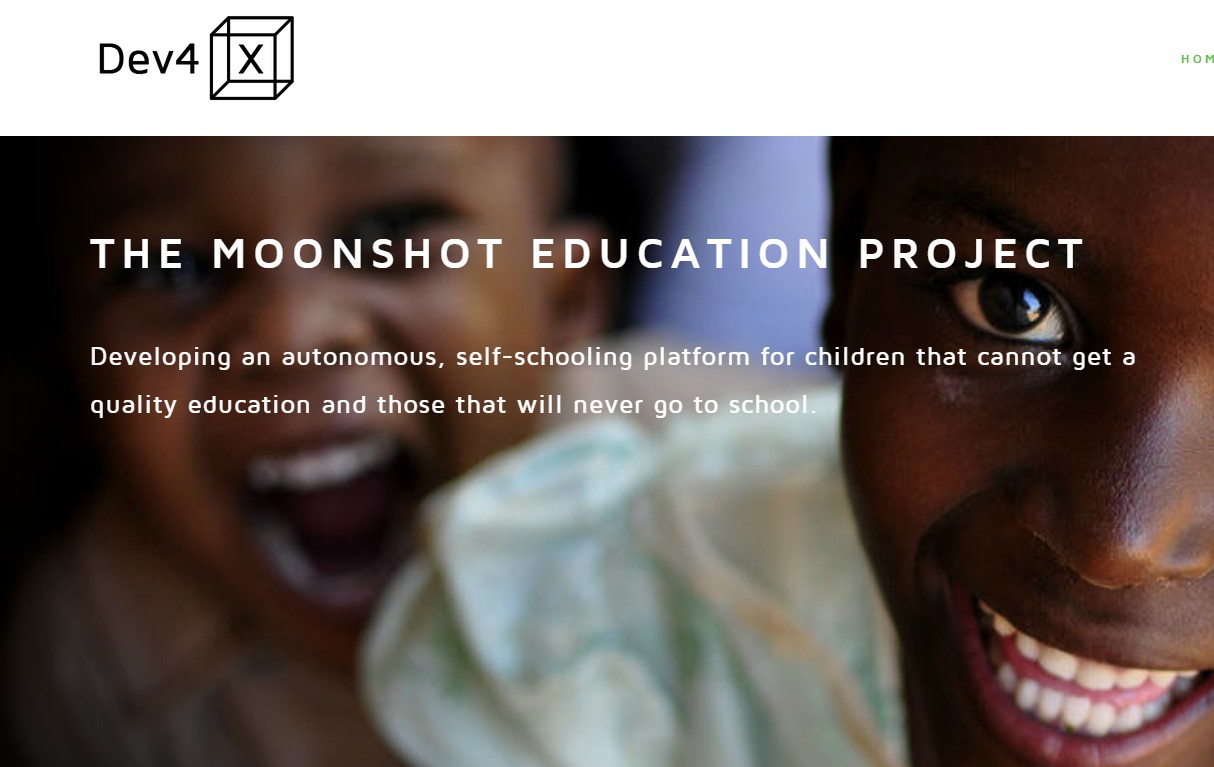 Dev4 X
HOM
THE MOONSHOT EDUCATION PROJECT
Developing an autonomous, self-schooling platform for children that cannot get a
quality education and those that will never go to school.